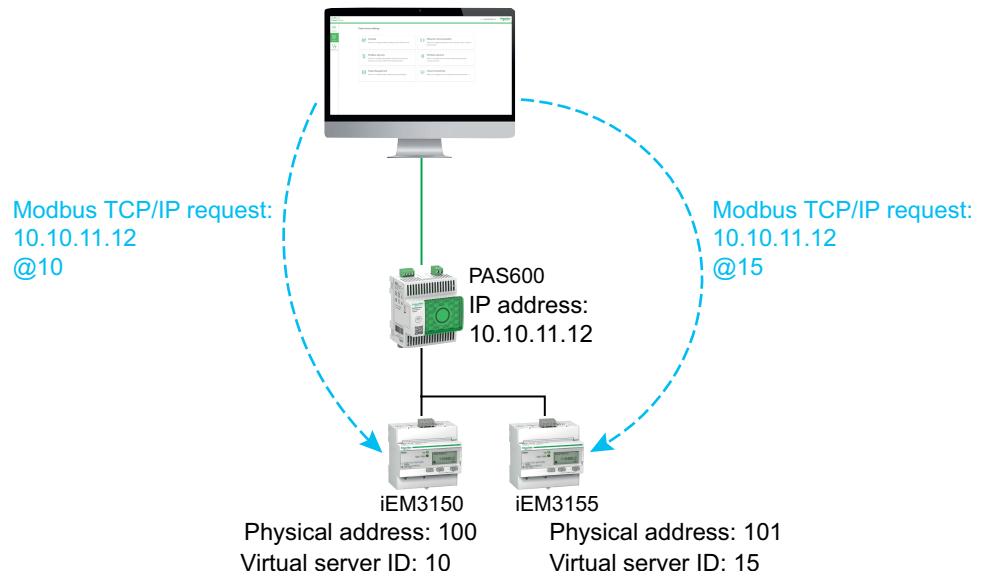 Modbus TCP/IP request:
10.10.11.12
@10
Modbus TCP/IP request:
10.10.11.12
@15
PAS600
IP address:
10.10.11.12
iEM3150
Physical address: 100
Virtual server ID: 10
iEM3155
Physical address: 101
Virtual server ID: 15